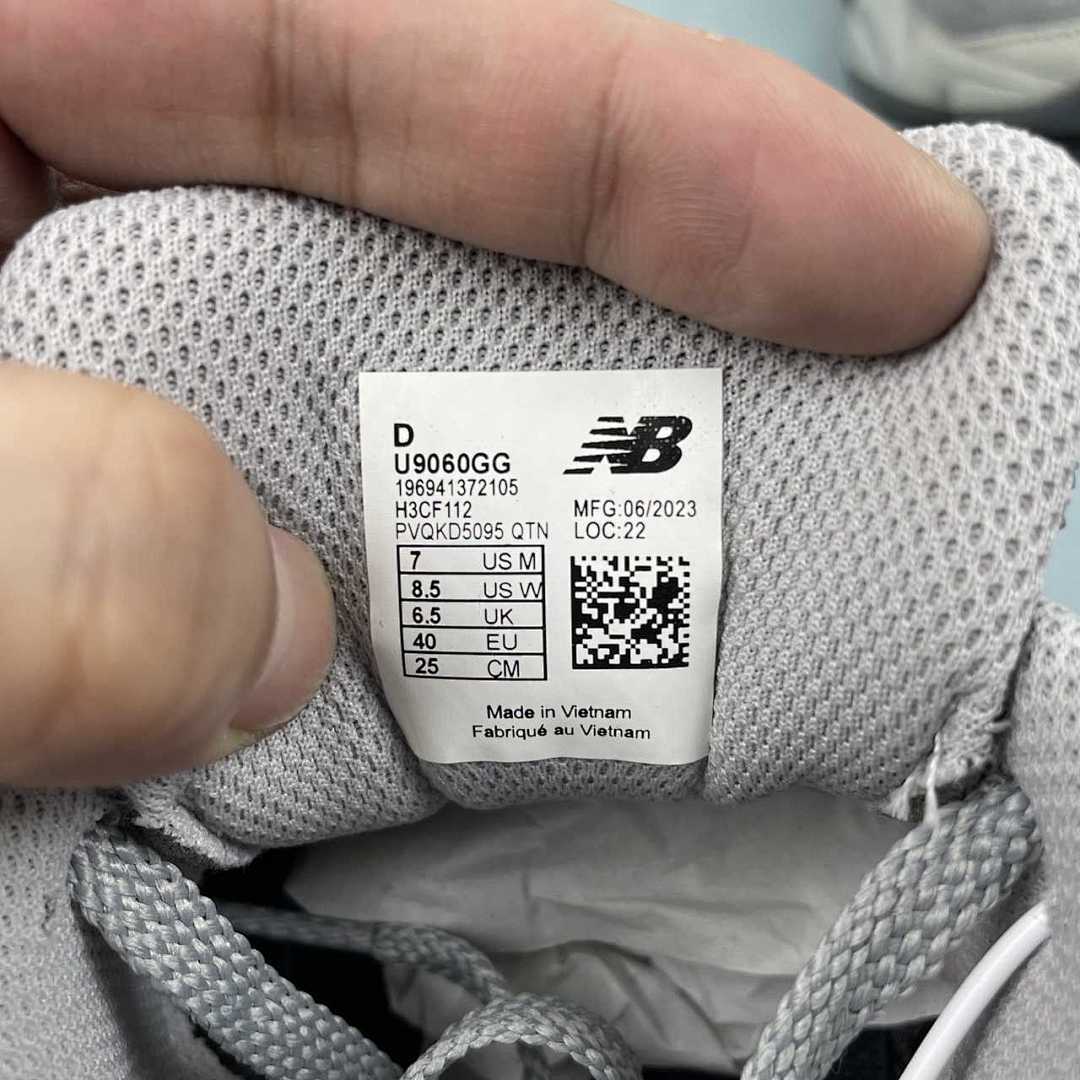 D
NB
U9060GG
196941372105
H3CF112
MFG:06/2023
PVQKD5095 QTN
LOC:22
7 US M
8.5 US W
6.5 UK
40 EU
25 CM
Made in Vietnam
Fabriqué au Vietnam